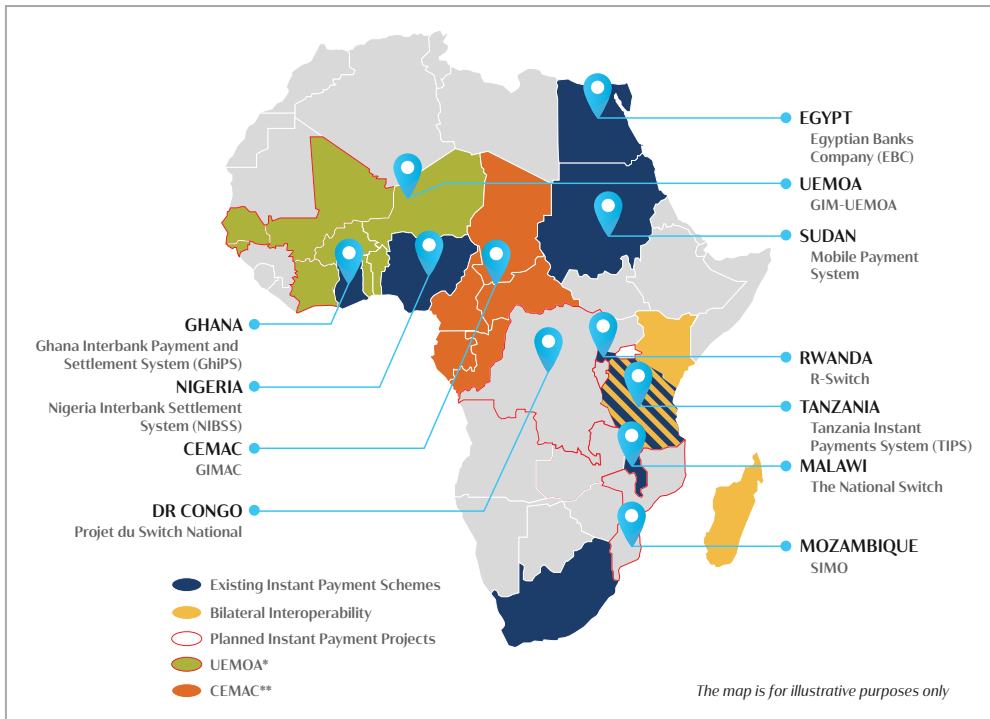 EGYPT
Egyptian Banks
Company (EBC)
UEMOA
GIM-UEMOA
SUDAN
Mobile Payment
System
GHANA
Ghana Interbank Payment and
Settlement System (GhiPS)
NIGERIA
Nigeria Interbank Settlement
System (NIBSS)
CEMAC
GIMAC
DR CONGO
Projet du Switch National
RWANDA
R-Switch
TANZANIA
Tanzania Instant
Payments System (TIPS)
MALAWI
The National Switch
MOZAMBIQUE
SIMO
Existing Instant Payment Schemes
Bilateral Interoperability
Planned Instant Payment Projects
UEMOA*
CEMAC**
The map is for illustrative purposes only